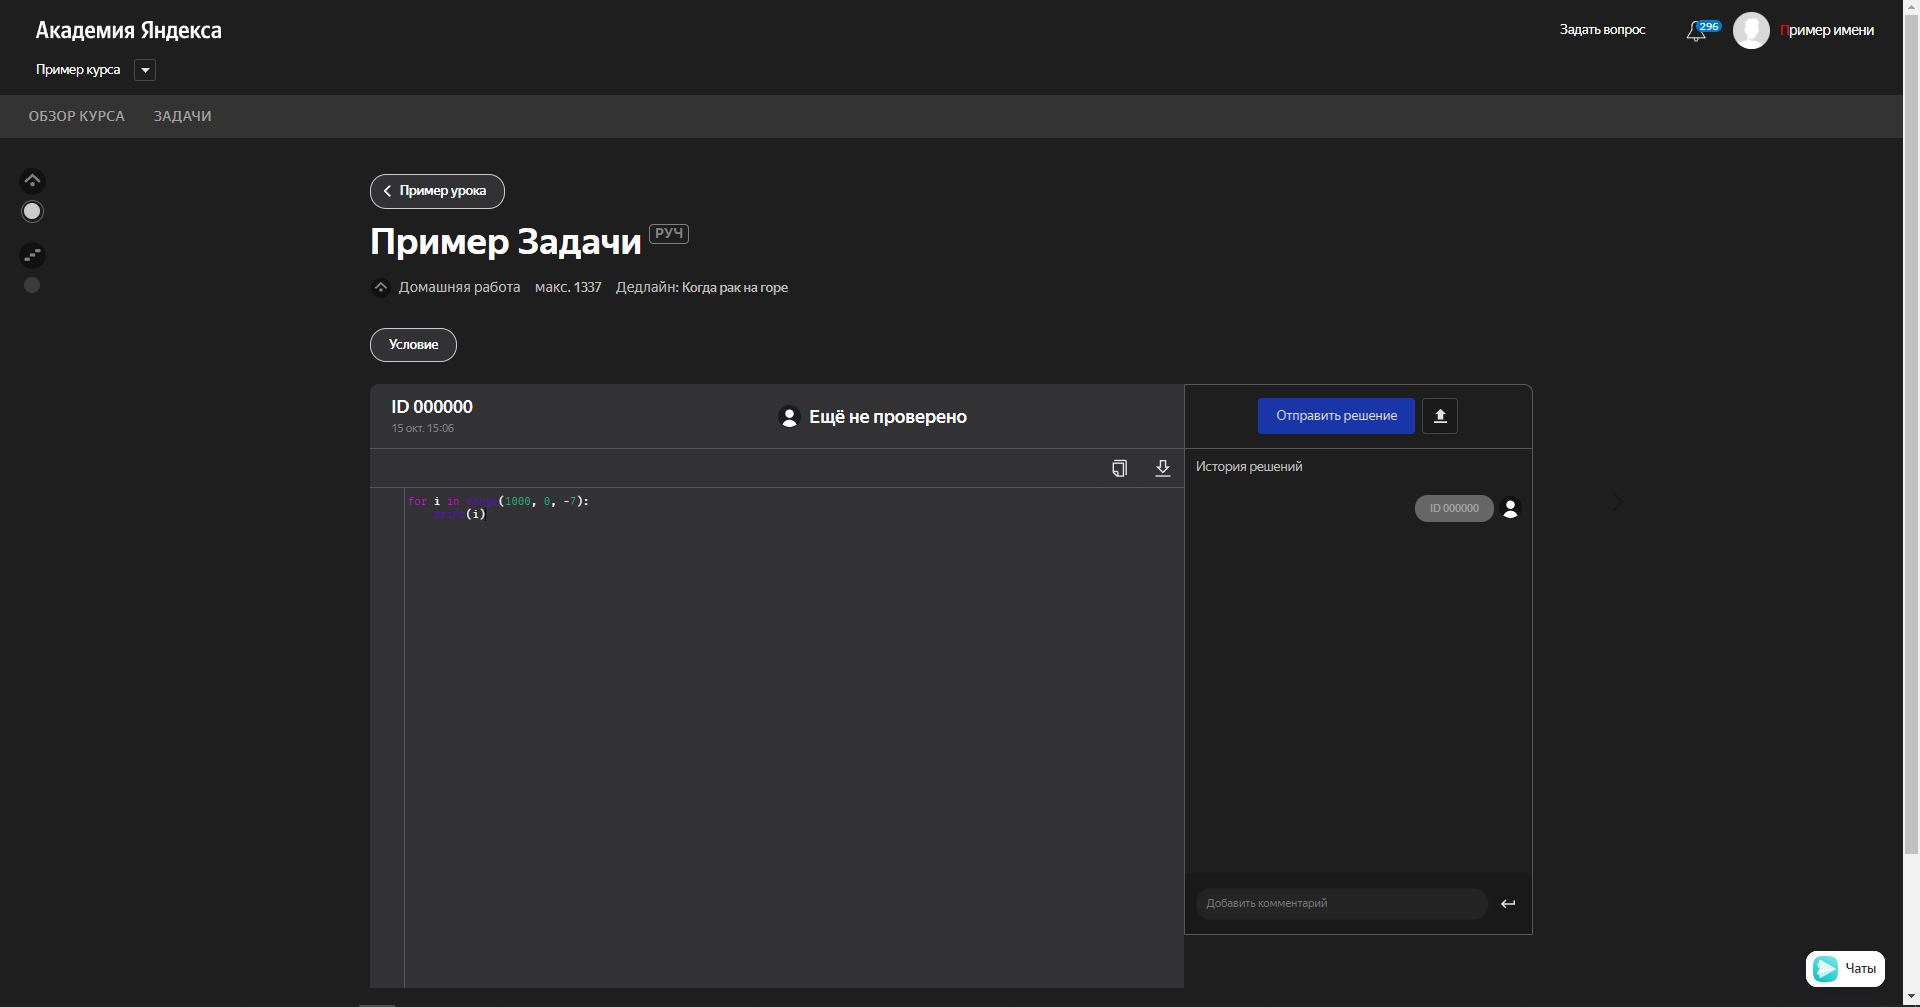 Академия Яндекса
Задать вопрос
296
Пример имени
Пример курса
ОБЗОР КУРСА ЗАДАЧИ
Пример урока
Пример Задачи РУЧ
Домашняя работа макс. 1337 Дедлайн: Когда рак на горе
Условие
ID 000000
15 окт. 15:06
Ещё не проверено
Отправить решение
История решений
for i in range(1000, 0, -7):
print(i)
ID 000000
Добавить комментарий
Чаты